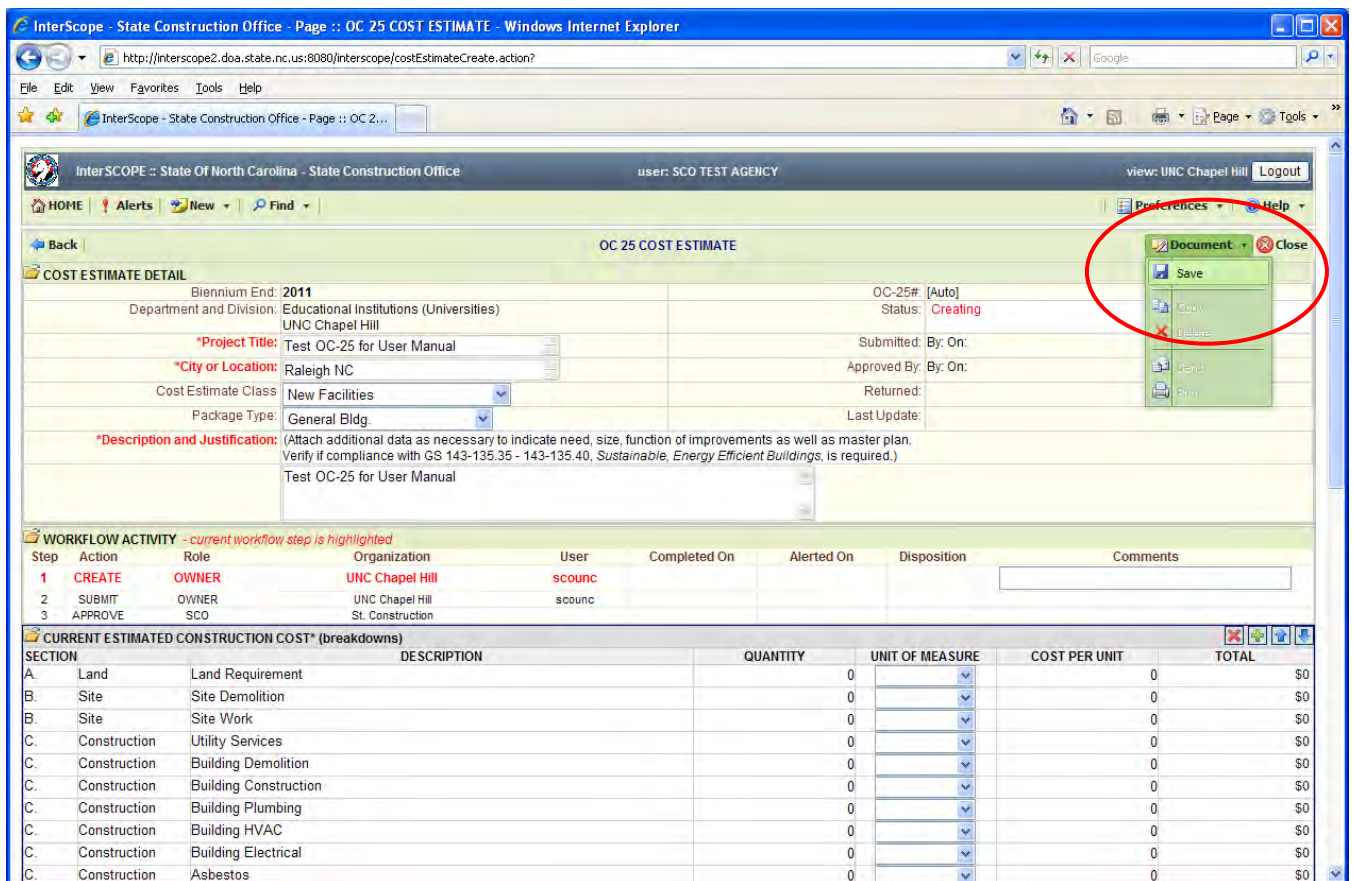 InterScope - State Construction Office - Page :: OC 25 COST ESTIMATE - Windows Internet Explorer
http://interscope2.doa.state.nc.us:8080/interscope/costEstimateCreate.action?
Google
File Edit View Favorites Tools Help
InterScope - State Construction Office - Page :: OC 2...
Page Tools »
InterSCOPE :: State Of North Carolina - State Construction Office user: SCO TEST AGENCY view: UNC Chapel Hill Logout
HOME Alerts New Find Preferences Help
Back OC 25 COST ESTIMATE Document Close
Save
Copy
Delete
Send
Print
COST ESTIMATE DETAIL
Biennium End: 2011 OC-25#: [Auto]
Department and Division: Educational Institutions (Universities) Status: Creating
UNC Chapel Hill
*Project Title: Test OC-25 for User Manual Submitted: By: On:
*City or Location: Raleigh NC Approved By: By: On:
Cost Estimate Class New Facilities Returned:
Package Type: General Bldg. Last Update:
*Description and Justification: (Attach additional data as necessary to indicate need, size, function of improvements as well as master plan.
Verify if compliance with GS 143-135.35 - 143-135.40, Sustainable, Energy Efficient Buildings, is required.)
Test OC-25 for User Manual
WORKFLOW ACTIVITY - current workflow step is highlighted
Step Action Role Organization User Completed On Alerted On Disposition Comments
1 CREATE OWNER UNC Chapel Hill scounc
2 SUBMIT OWNER UNC Chapel Hill scounc
3 APPROVE SCO St. Construction
CURRENT ESTIMATED CONSTRUCTION COST* (breakdowns)
SECTION DESCRIPTION QUANTITY UNIT OF MEASURE COST PER UNIT TOTAL
A. Land Land Requirement 0 0 $0
B. Site Site Demolition 0 0 $0
B. Site Site Work 0 0 $0
C. Construction Utility Services 0 0 $0
C. Construction Building Demolition 0 0 $0
C. Construction Building Construction 0 0 $0
C. Construction Building Plumbing 0 0 $0
C. Construction Building HVAC 0 0 $0
C. Construction Building Electrical 0 0 $0
C. Construction Asbestos 0 0 $0